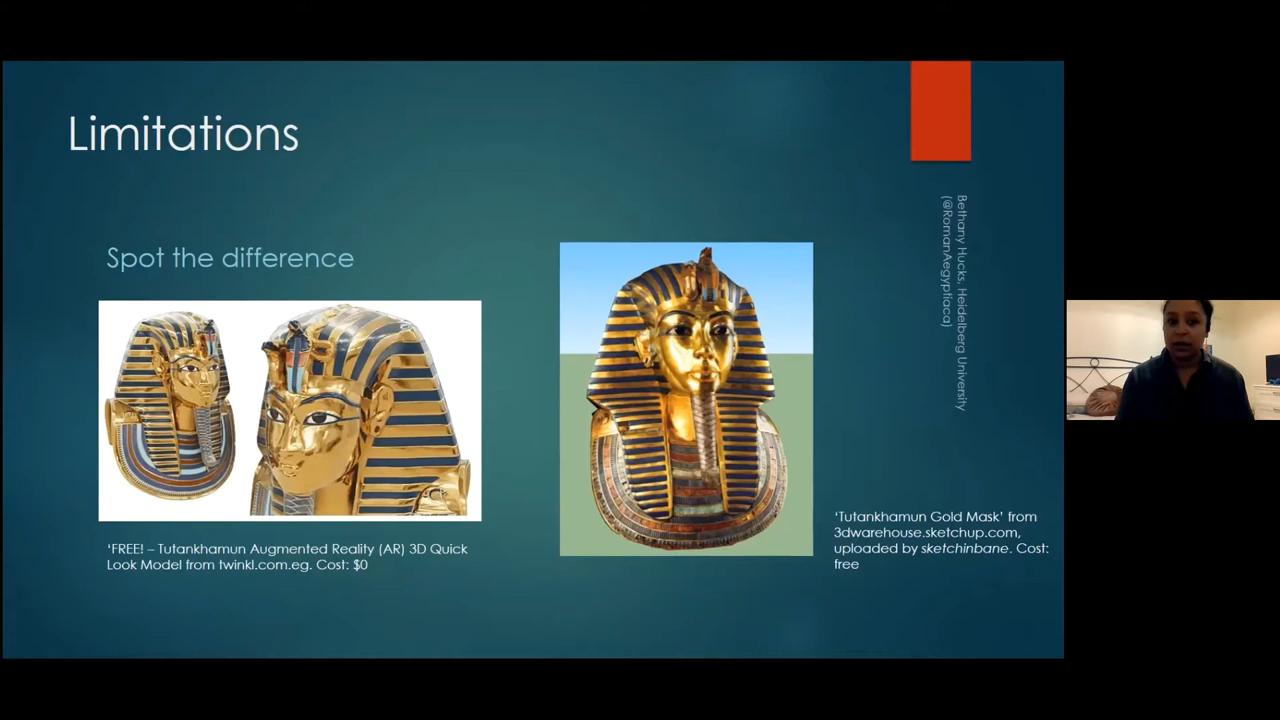 Limitations
Spot the difference
‘FREE! – Tutankhamun Augmented Reality (AR) 3D Quick
Look Model from twinkl.com.eg. Cost: $0
‘Tutankhamun Gold Mask’ from
3dwarehouse.sketchup.com,
uploaded by sketchinbane. Cost:
free
Bethany Hucks, Heidelberg University
(@RomanAegyptiaca)